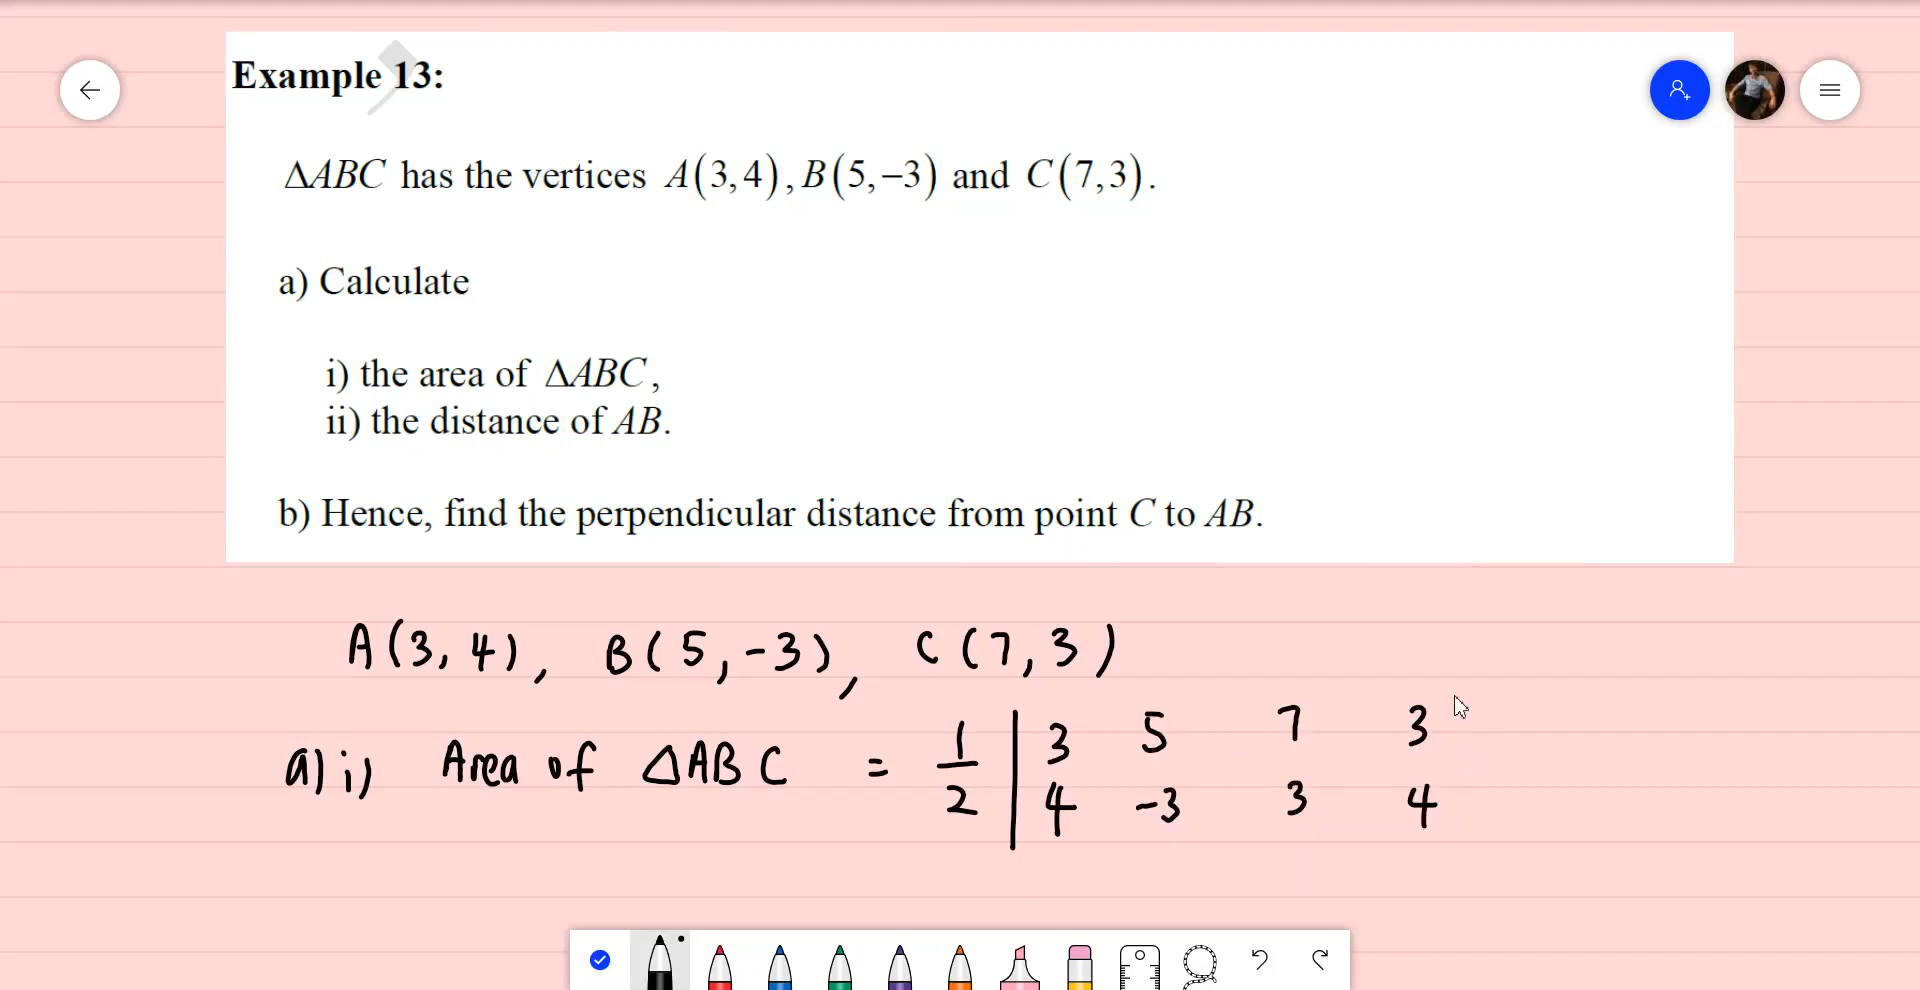 Example 13:
ΔABC has the vertices A(3,4), B(5,−3) and C(7,3).
a) Calculate
i) the area of ΔABC,
ii) the distance of AB.
b) Hence, find the perpendicular distance from point C to AB.
A(3, 4), B(5, -3), C(7, 3)
a) i) Area of △ABC = 1/2 | 3 5 7 3
4 -3 3 4